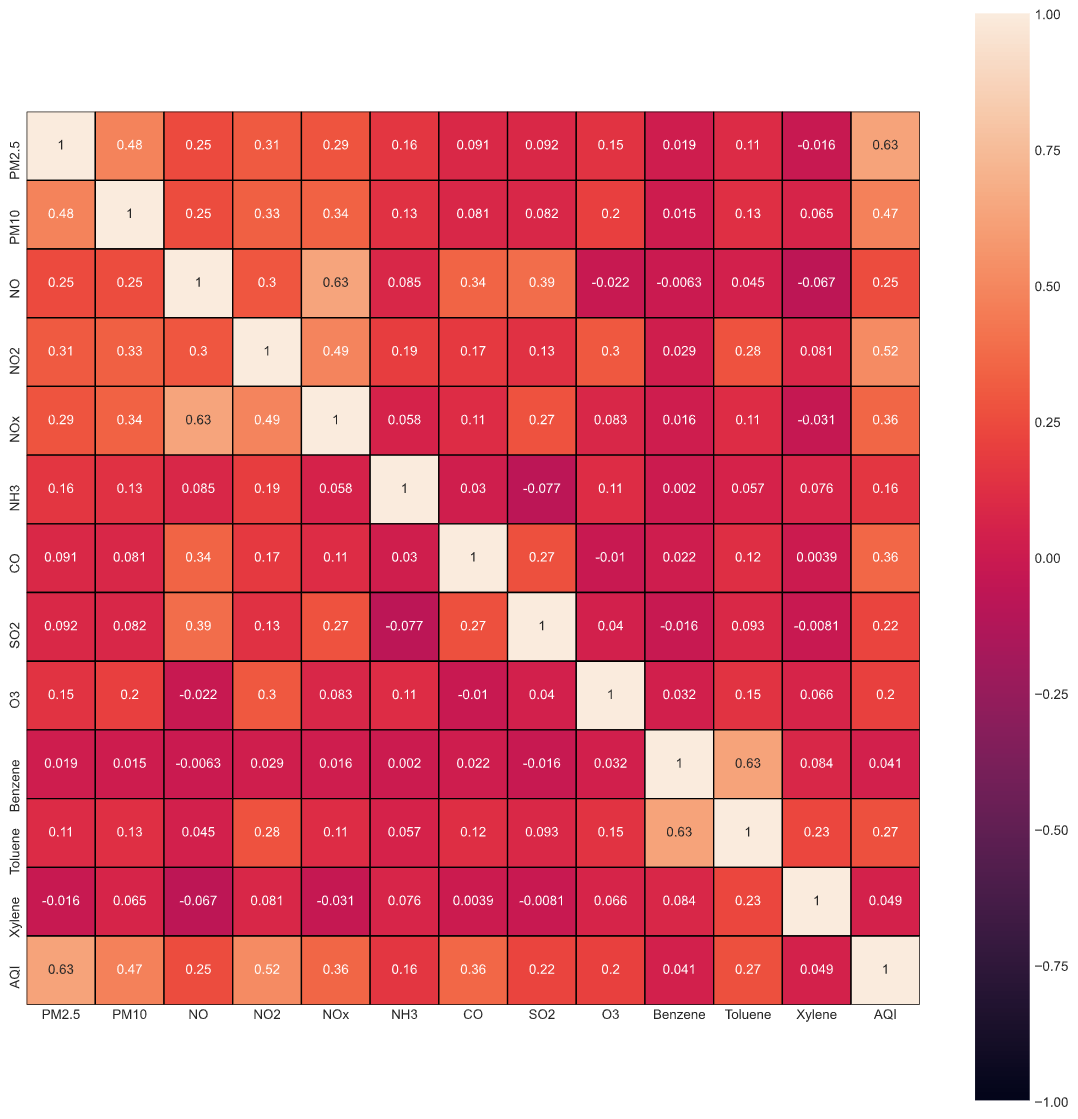 1.00
PM2.5 1 0.48 0.25 0.31 0.29 0.16 0.091 0.092 0.15 0.019 0.11 -0.016 0.63
0.75
PM10 0.48 1 0.25 0.33 0.34 0.13 0.081 0.082 0.2 0.015 0.13 0.065 0.47
NO 0.25 0.25 1 0.3 0.63 0.085 0.34 0.39 -0.022 -0.0063 0.045 -0.067 0.25
0.50
NO2 0.31 0.33 0.3 1 0.49 0.19 0.17 0.13 0.3 0.029 0.28 0.081 0.52
NOx 0.29 0.34 0.63 0.49 1 0.058 0.11 0.27 0.083 0.016 0.11 -0.031 0.36
0.25
NH3 0.16 0.13 0.085 0.19 0.058 1 0.03 -0.077 0.11 0.002 0.057 0.076 0.16
CO 0.091 0.081 0.34 0.17 0.11 0.03 1 0.27 -0.01 0.022 0.12 0.0039 0.36
0.00
SO2 0.092 0.082 0.39 0.13 0.27 -0.077 0.27 1 0.04 -0.016 0.093 -0.0081 0.22
O3 0.15 0.2 -0.022 0.3 0.083 0.11 -0.01 0.04 1 0.032 0.15 0.066 0.2
−0.25
Benzene 0.019 0.015 -0.0063 0.029 0.016 0.002 0.022 -0.016 0.032 1 0.63 0.084 0.041
Toluene 0.11 0.13 0.045 0.28 0.11 0.057 0.12 0.093 0.15 0.63 1 0.23 0.27
−0.50
Xylene -0.016 0.065 -0.067 0.081 -0.031 0.076 0.0039 -0.0081 0.066 0.084 0.23 1 0.049
AQI 0.63 0.47 0.25 0.52 0.36 0.16 0.36 0.22 0.2 0.041 0.27 0.049 1
−0.75
PM2.5 PM10 NO NO2 NOx NH3 CO SO2 O3 Benzene Toluene Xylene AQI
−1.00